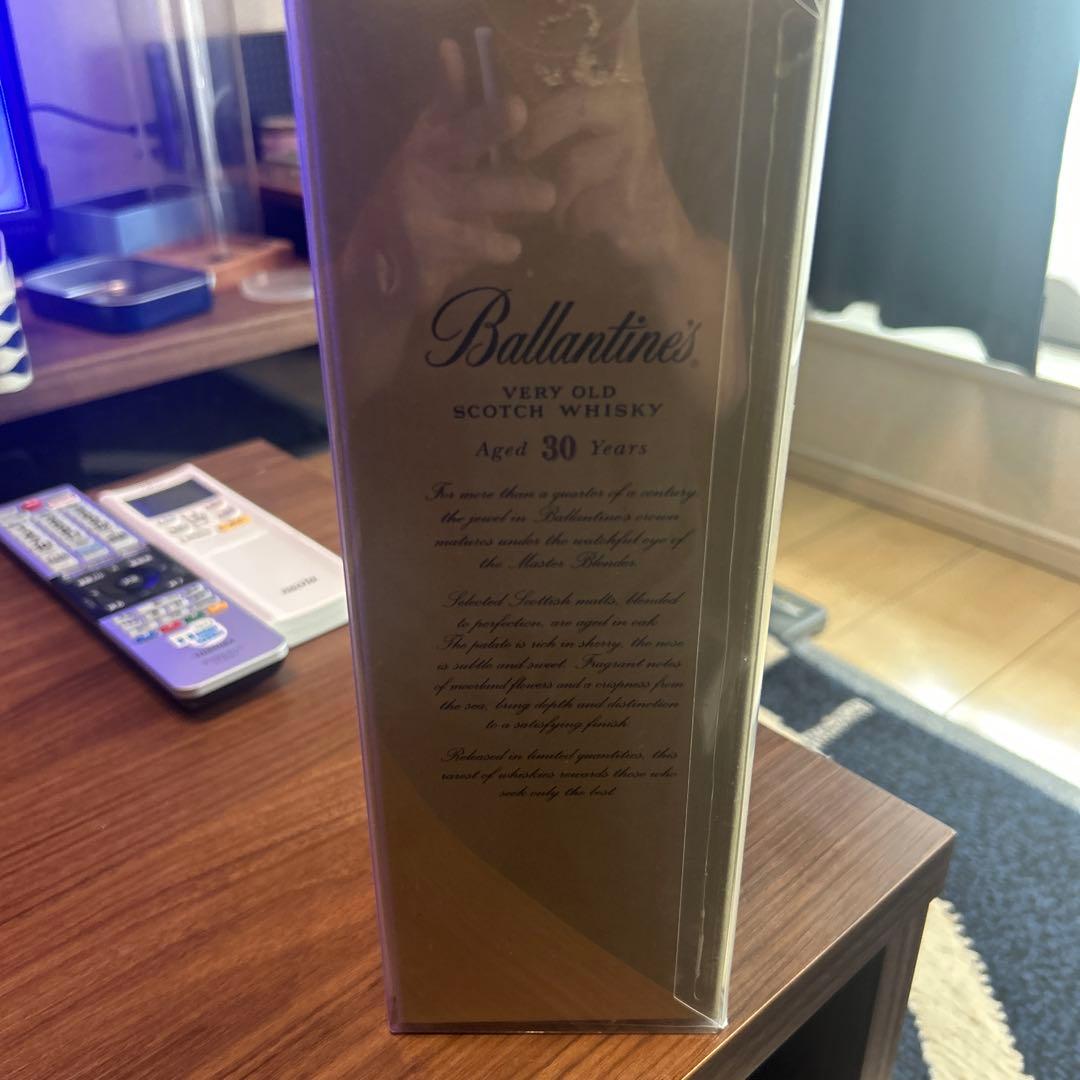 Ballantine's
VERY OLD
SCOTCH WHISKY
Aged 30 Years
For more than a quarter of a century,
the jewel in Ballantine's crown
matures under the watchful eye of
the Master Blender.
Selected Scottish malts, blended
to perfection, are aged in oak
The palate is rich in sherry, the nose
is subtle and sweet. Fragrant notes
of moorland flowers and a crispness from
the sea, bring depth and distinction
to a satisfying finish
Released in limited quantities, this
rarest of whiskies rewards those who
seek only the best